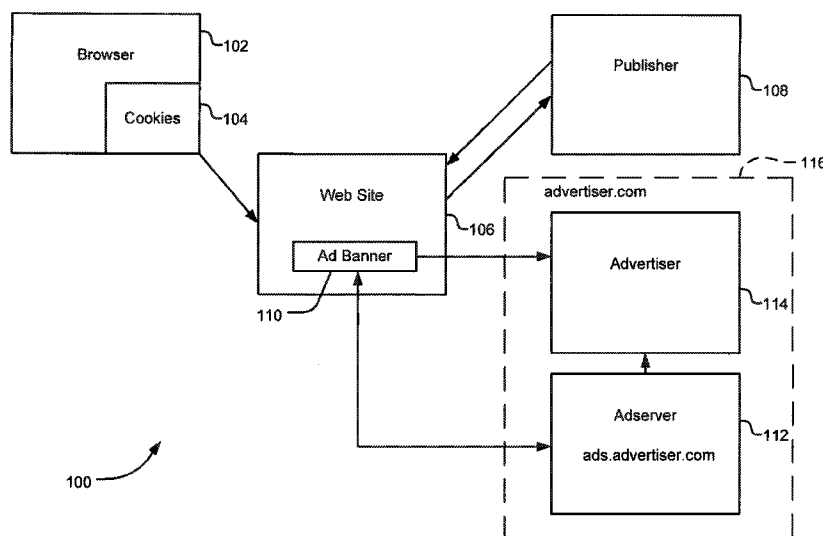 Browser
102
Cookies
104
Publisher
108
Web Site
106
Ad Banner
110
116
advertiser.com
Advertiser
114
Adserver
ads.advertiser.com
112
100